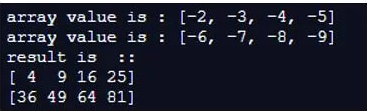 array value is : [-2, -3, -4, -5]
array value is : [-6, -7, -8, -9]
result is  ::
[ 4  9 16 25]
[36 49 64 81]